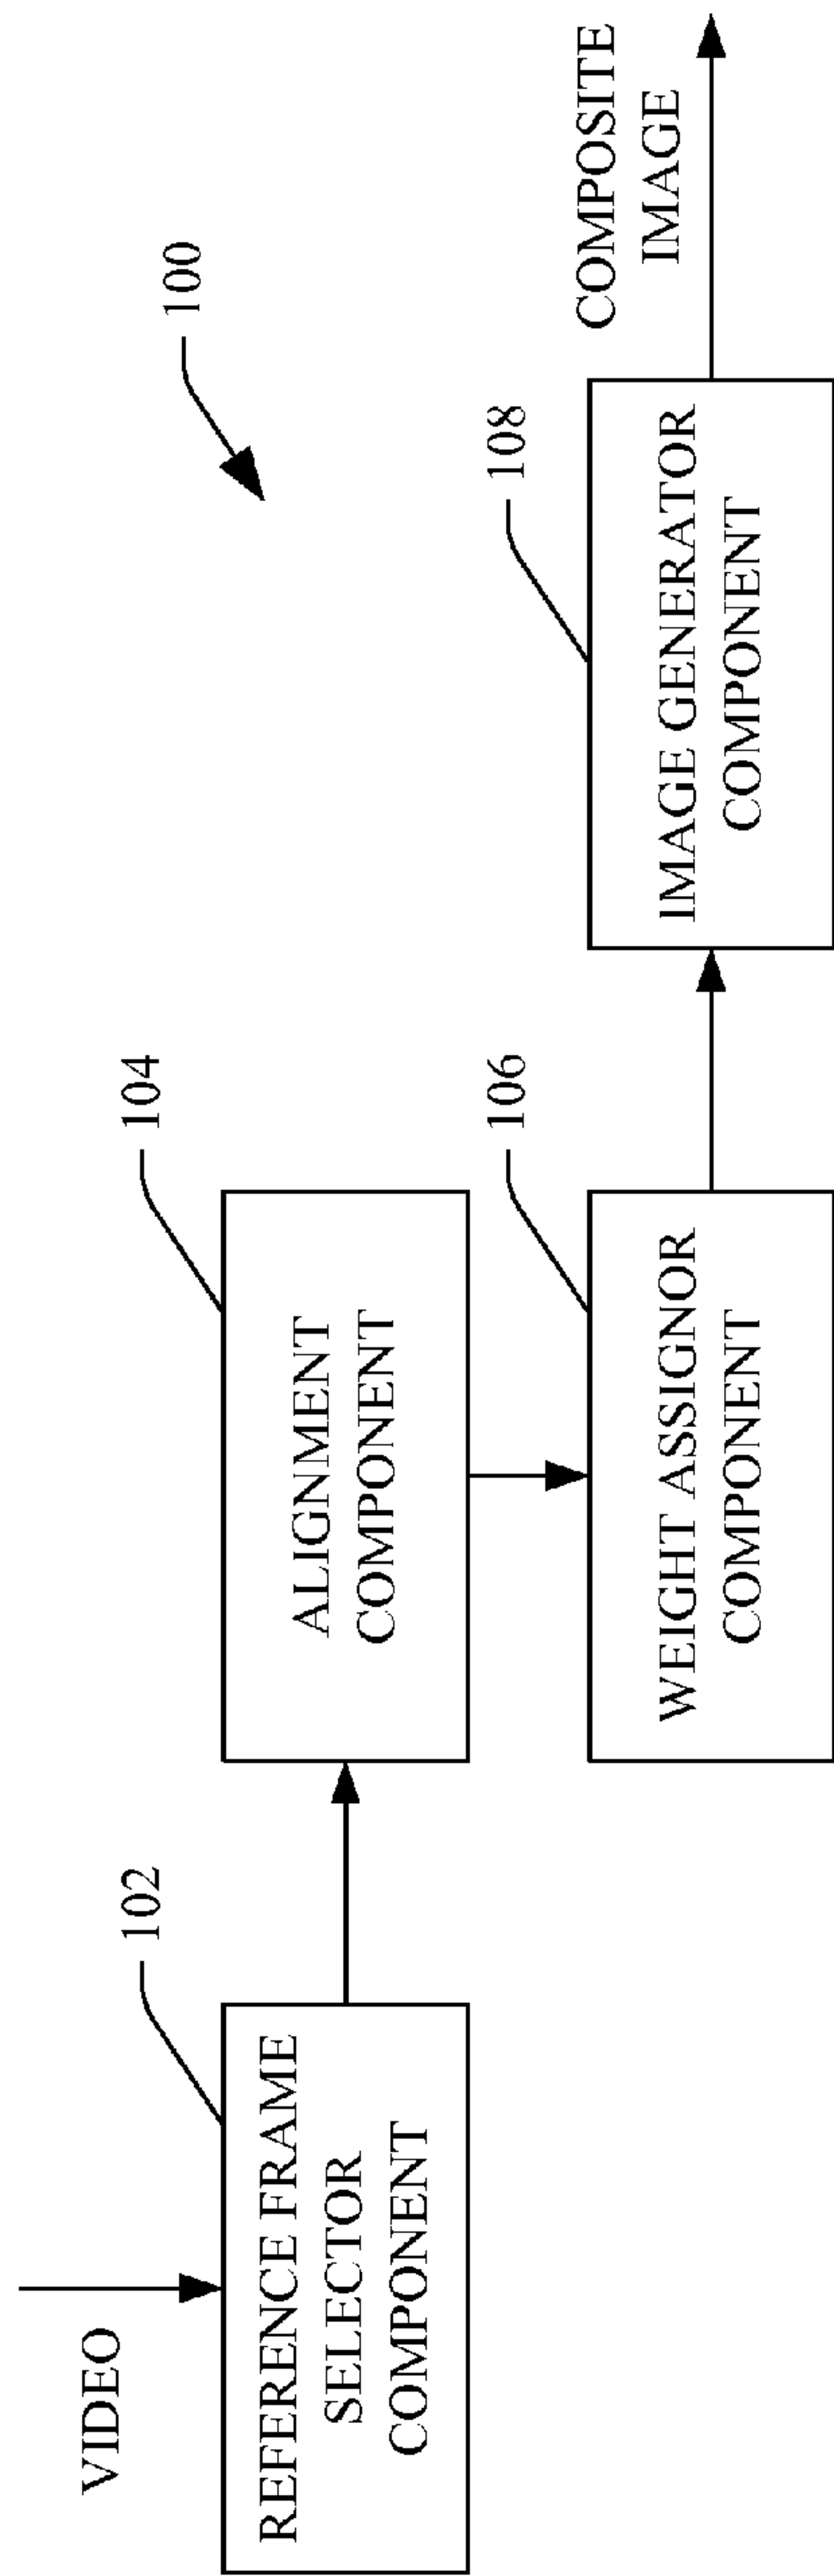 VIDEO
102
REFERENCE FRAME
SELECTOR
COMPONENT
104
ALIGNMENT
COMPONENT
100
106
WEIGHT ASSIGNOR
COMPONENT
108
IMAGE GENERATOR
COMPONENT
COMPOSITE
IMAGE